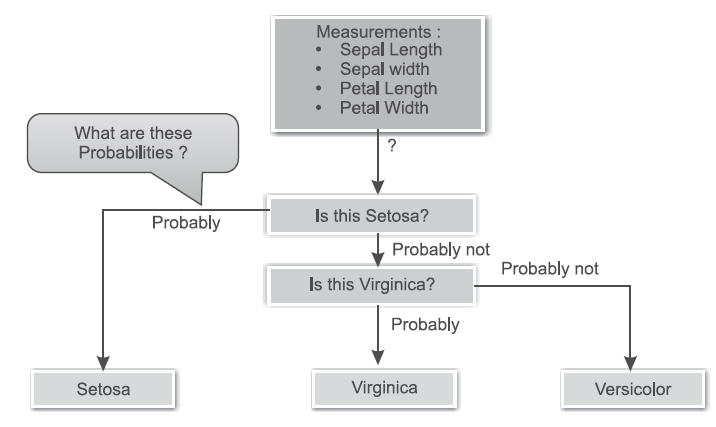 Measurements :
• Sepal Length
• Sepal width
• Petal Length
• Petal Width
?
What are these
Probabilities ?
Is this Setosa?
Probably
Probably not
Is this Virginica?
Probably not
Probably
Setosa
Virginica
Versicolor